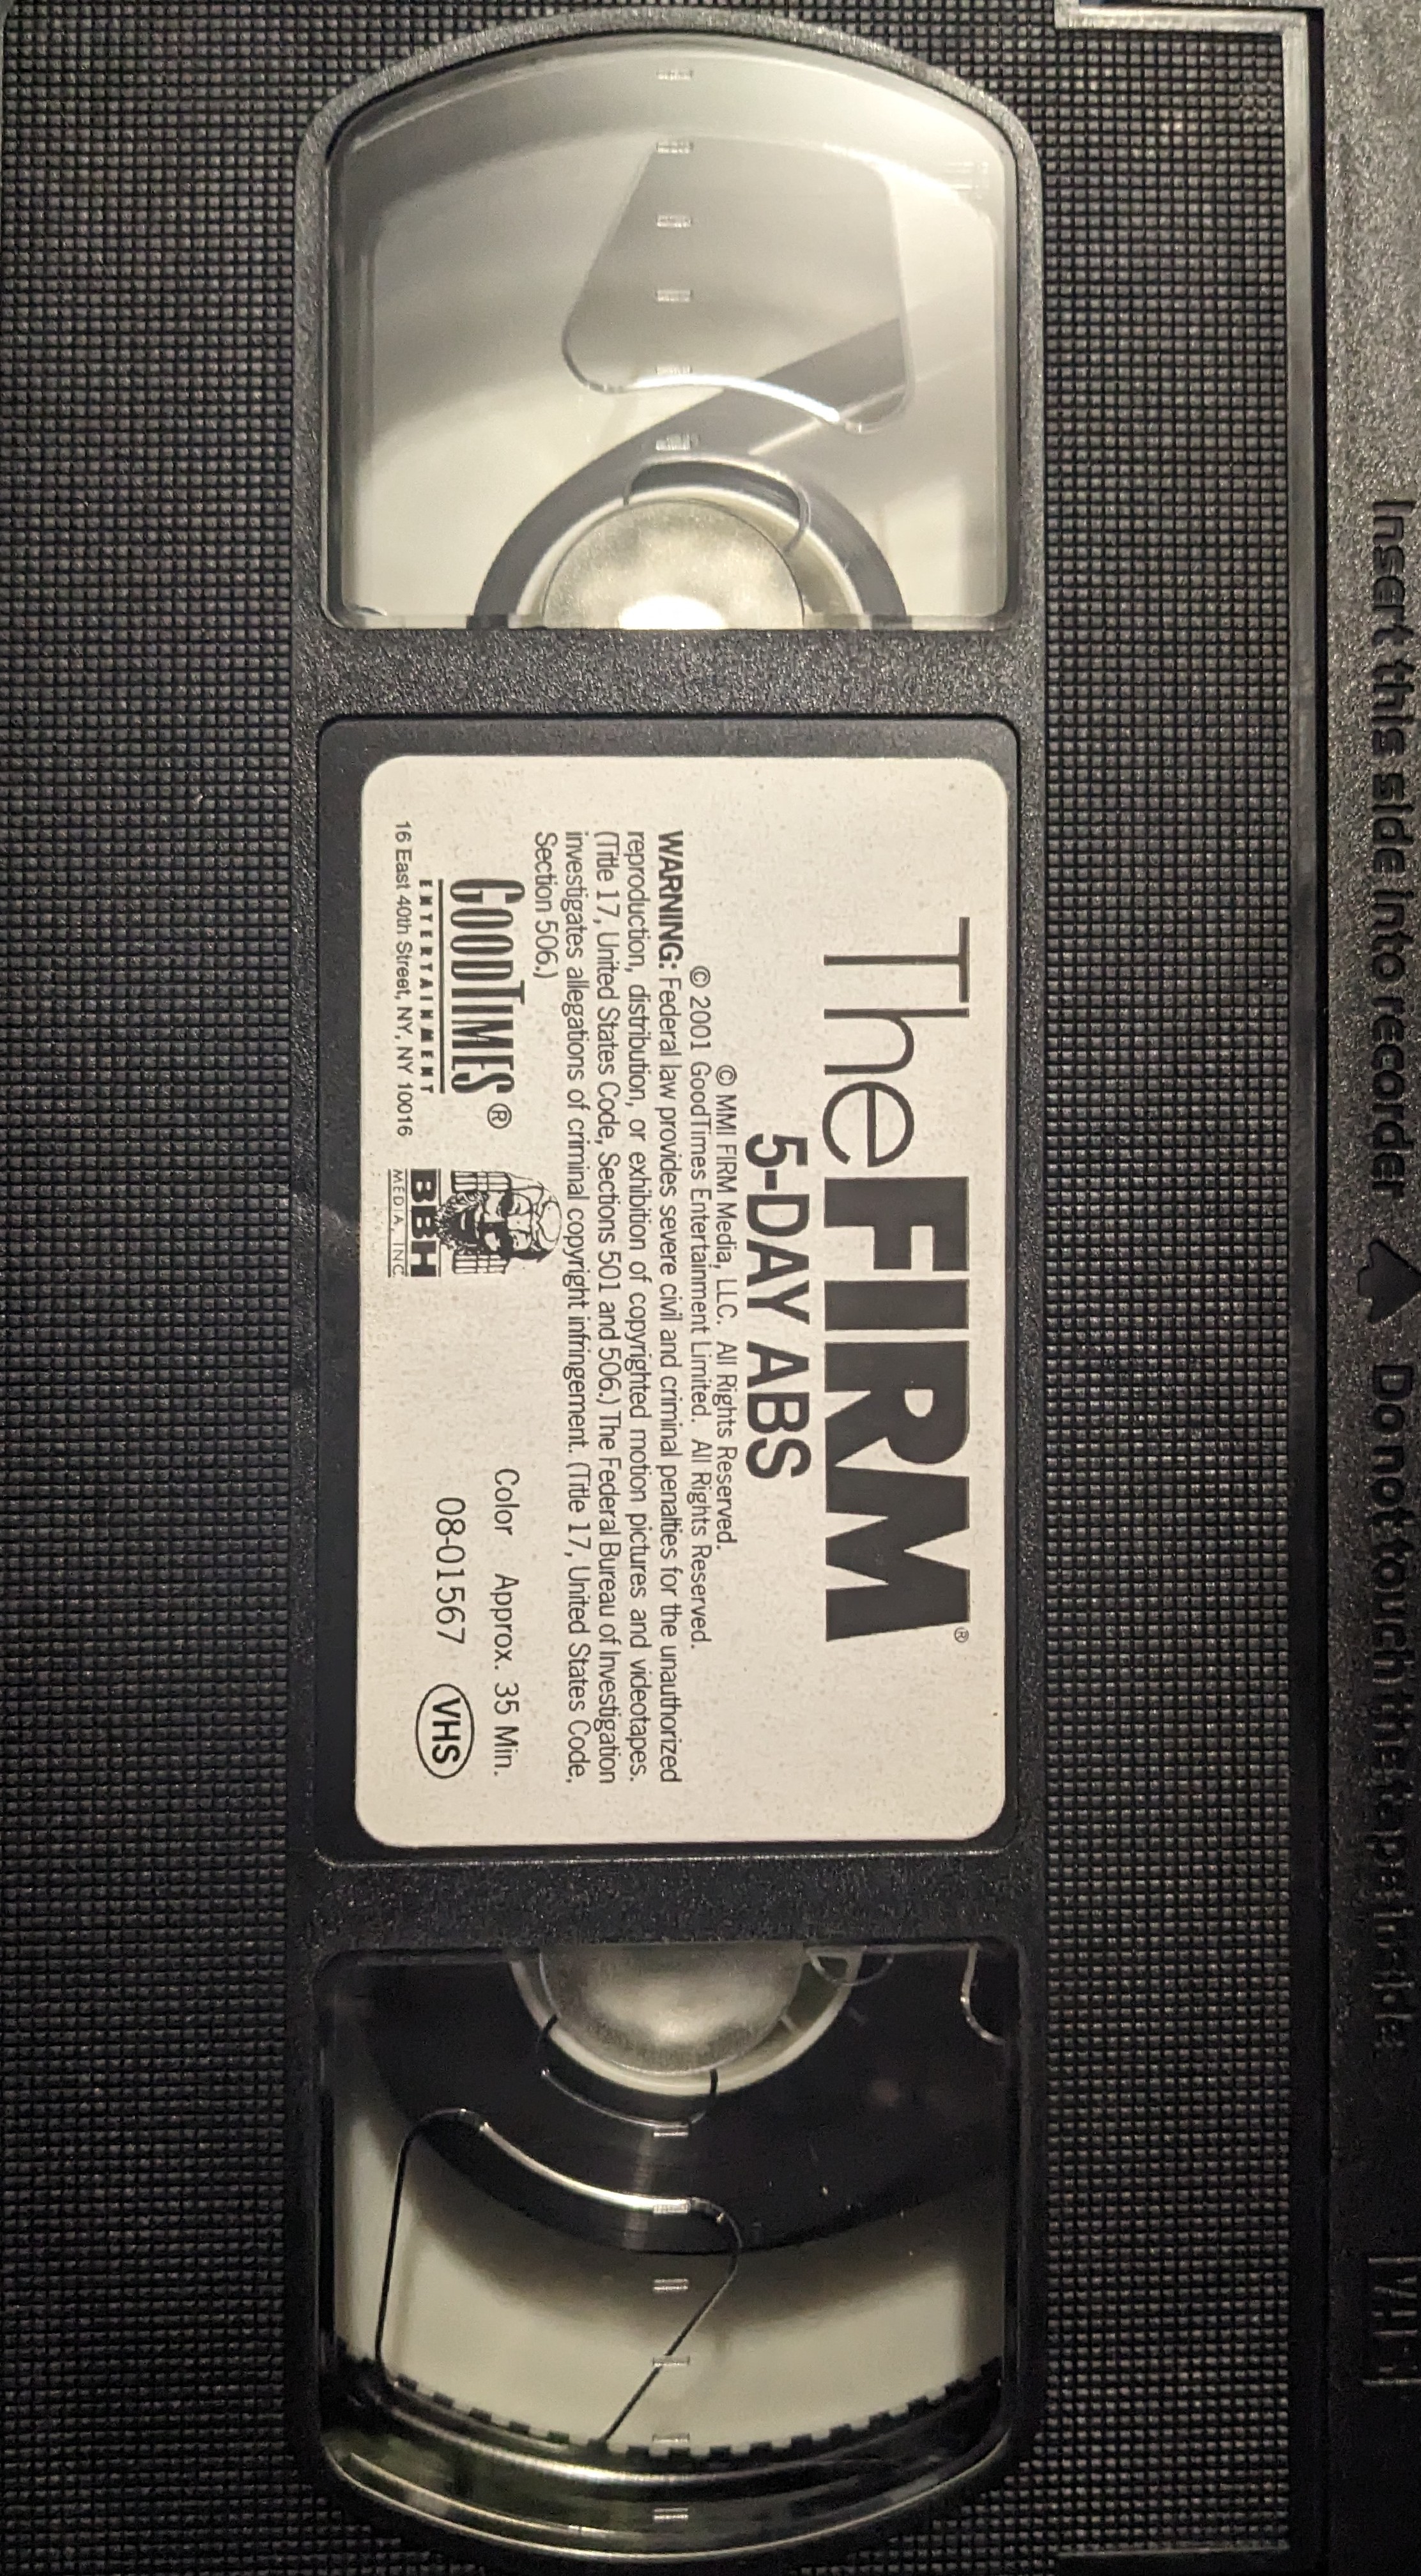 Insert this side into recorder
Do not touch the tape inside
VHS
The FIRM®
5-DAY ABS
© MMI FIRM Media, LLC. All Rights Reserved.
© 2001 GoodTimes Entertainment Limited. All Rights Reserved.
WARNING: Federal law provides severe civil and criminal penalties for the unauthorized
reproduction, distribution, or exhibition of copyrighted motion pictures and videotapes.
(Title 17, United States Code, Sections 501 and 506.) The Federal Bureau of Investigation
investigates allegations of criminal copyright infringement. (Title 17, United States Code,
Section 506.)
GOODTIMES®
ENTERTAINMENT
16 East 40th Street, NY, NY 10016
BBH
MEDIA, INC.
Color Approx. 35 Min.
08-01567 VHS